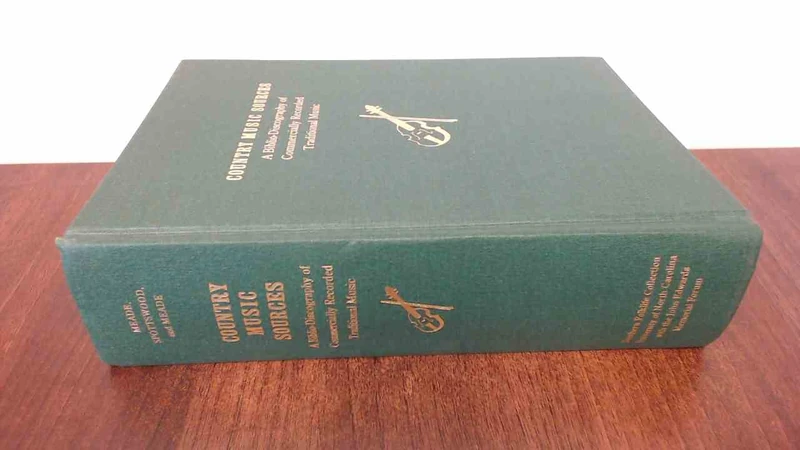 COUNTRY MUSIC SOURCES
A Biblio-Discography of
Commercially Recorded
Traditional Music
MEADE,
SPOTTSWOOD,
and MEADE
COUNTRY
MUSIC
SOURCES
A Biblio-Discography of
Commercially Recorded
Traditional Music
Southern Folklife Collection
University of North Carolina
with the John Edwards
Memorial Forum